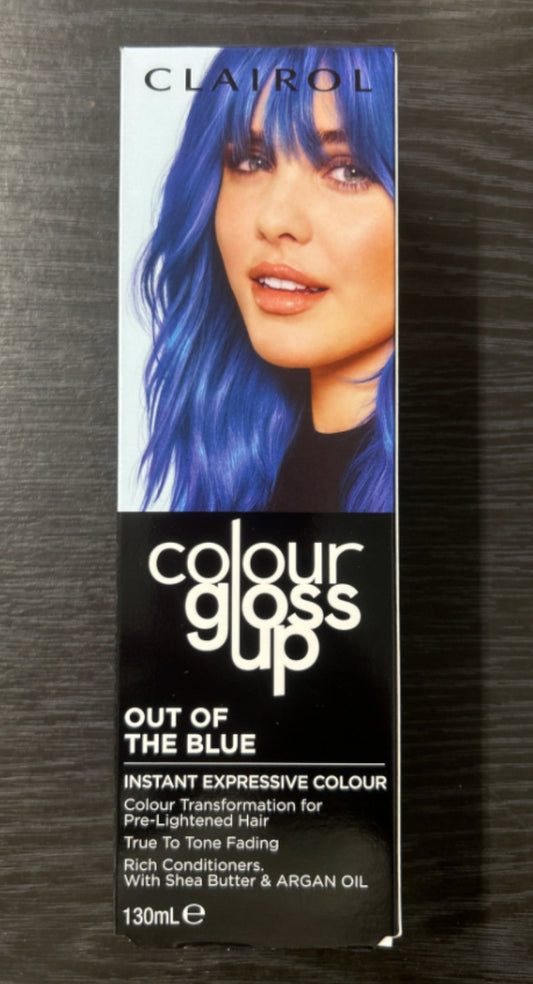 CLAIROL
colour
gloss
up
OUT OF
THE BLUE
INSTANT EXPRESSIVE COLOUR
Colour Transformation for
Pre-Lightened Hair
True To Tone Fading
Rich Conditioners.
With Shea Butter & ARGAN OIL
130mL ℮